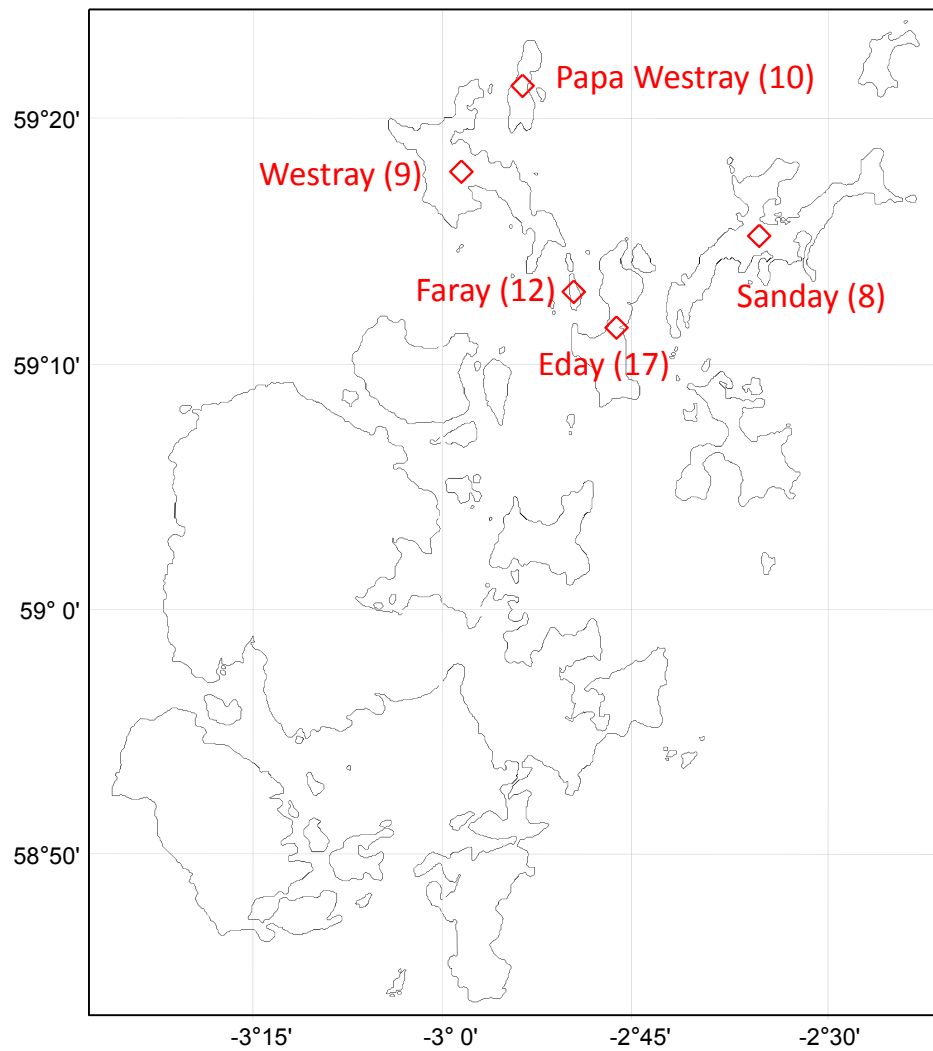 Papa Westray (10)
59°20'
Westray (9)
Faray (12)
Sanday (8)
Eday (17)
59°10'
59° 0'
58°50'
-3°15'
-3° 0'
-2°45'
-2°30'